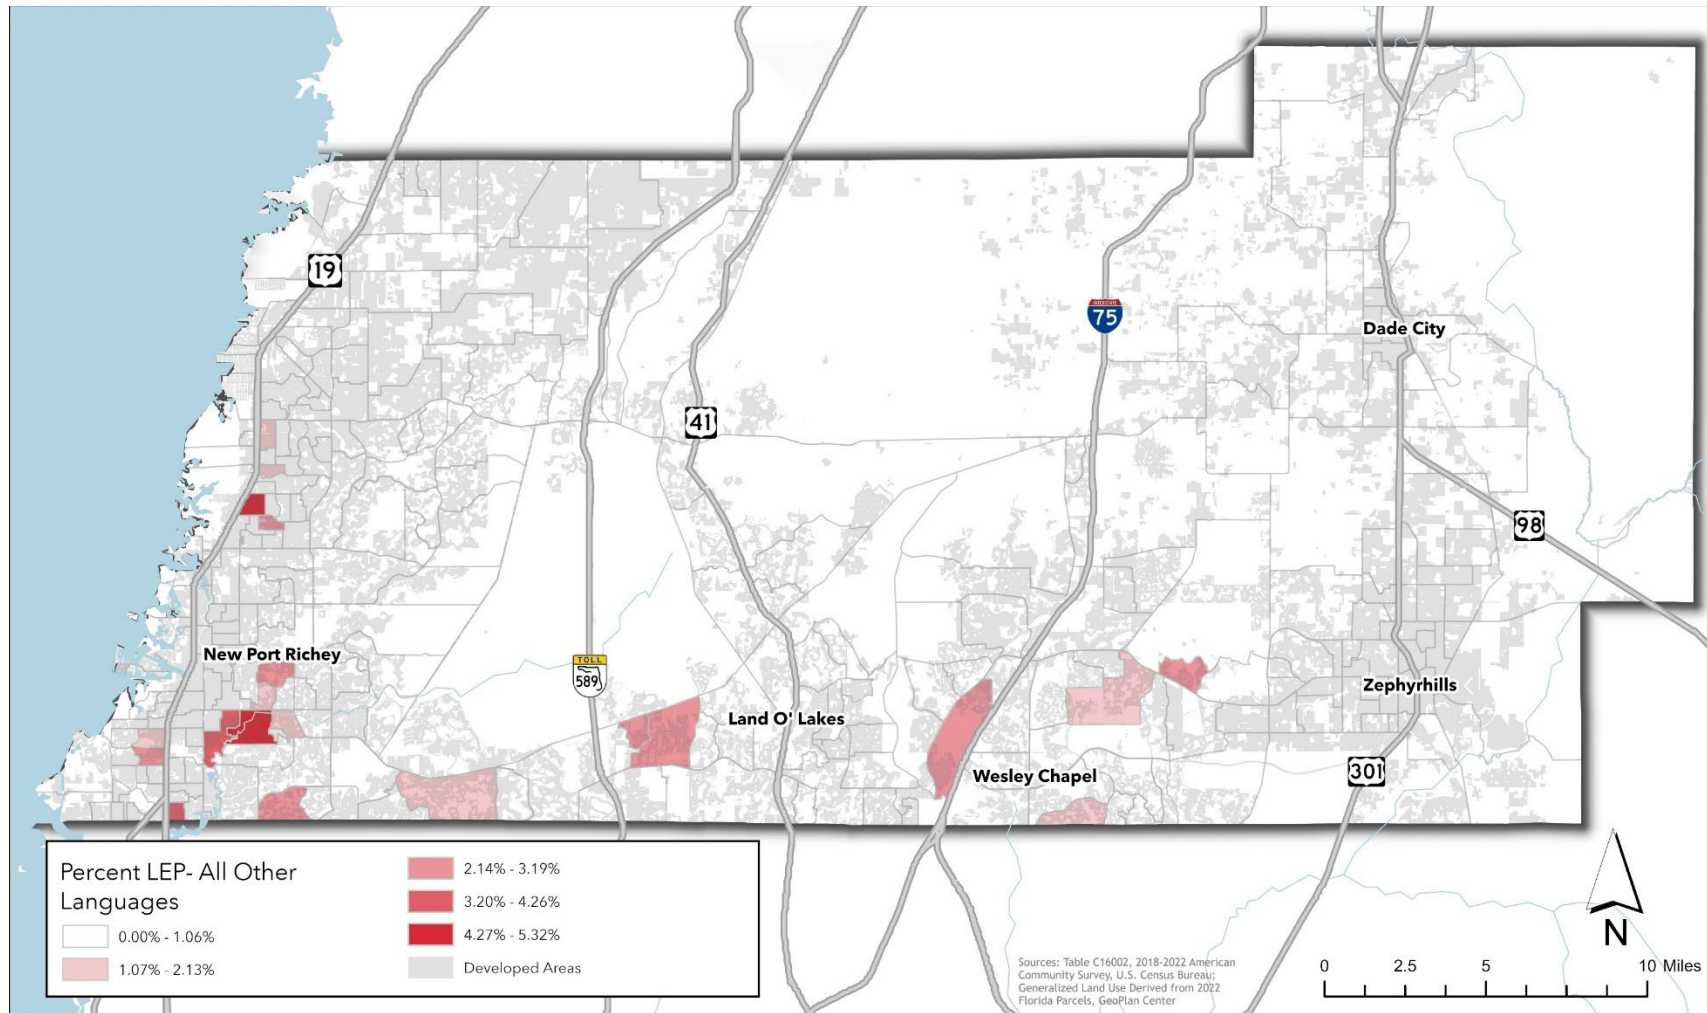 19
INTERSTATE
75
Dade City
41
98
New Port Richey
TOLL
589
Zephyrhills
Land O' Lakes
Wesley Chapel
301
Percent LEP- All Other
Languages
0.00% - 1.06%
1.07% - 2.13%
2.14% - 3.19%
3.20% - 4.26%
4.27% - 5.32%
Developed Areas
Sources: Table C16002, 2018-2022 American
Community Survey, U.S. Census Bureau;
Generalized Land Use Derived from 2022
Florida Parcels, GeoPlan Center
N
0 2.5 5 10 Miles